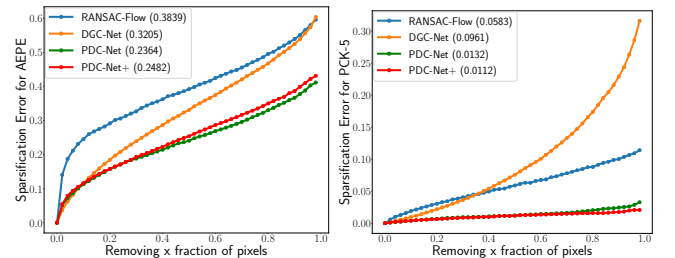 RANSAC-Flow (0.3839)
DGC-Net (0.3205)
PDC-Net (0.2364)
PDC-Net+ (0.2482)
Sparsification Error for AEPE
0.6
0.5
0.4
0.3
0.2
0.1
0.0
0.0 0.2 0.4 0.6 0.8 1.0
Removing x fraction of pixels
RANSAC-Flow (0.0583)
DGC-Net (0.0961)
PDC-Net (0.0132)
PDC-Net+ (0.0112)
Sparsification Error for PCK-5
0.30
0.25
0.20
0.15
0.10
0.05
0.00
0.0 0.2 0.4 0.6 0.8 1.0
Removing x fraction of pixels